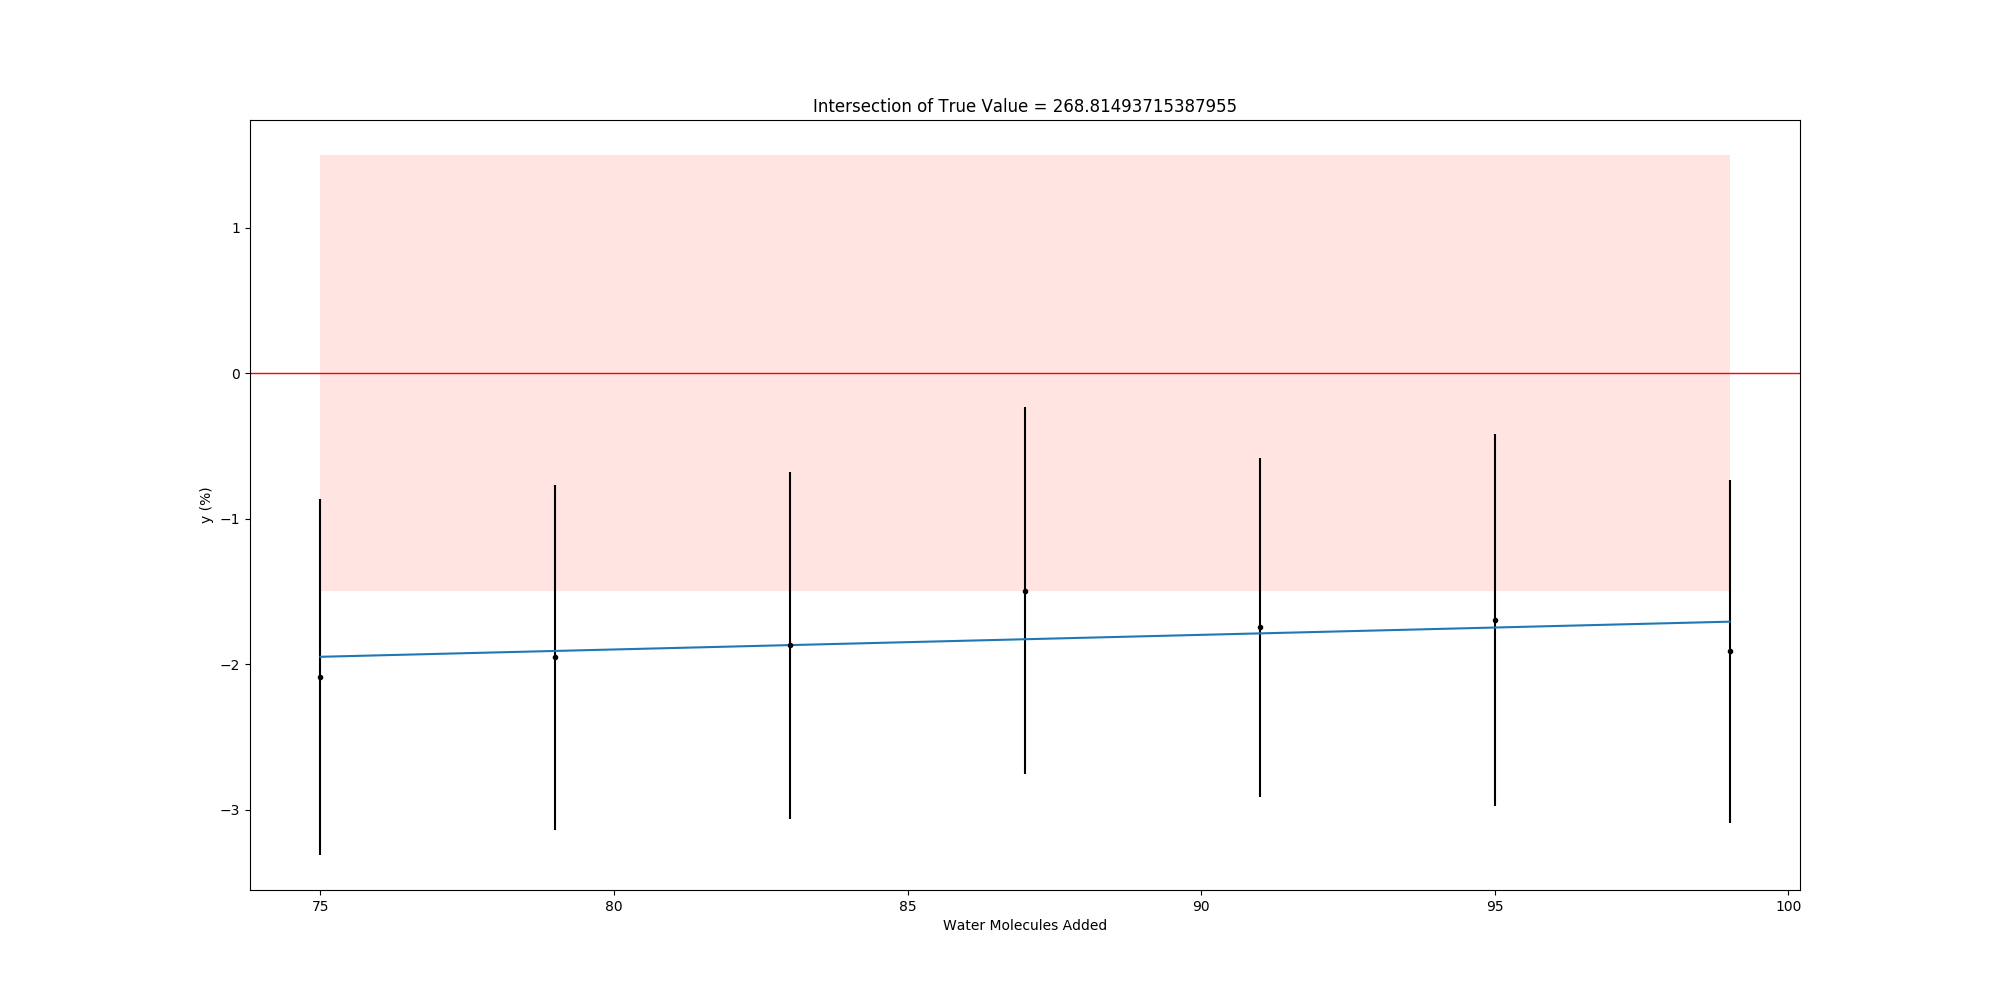 Intersection of True Value = 268.81493715387955
1
0
−1
−2
−3
y (%)
75 80 85 90 95 100
Water Molecules Added